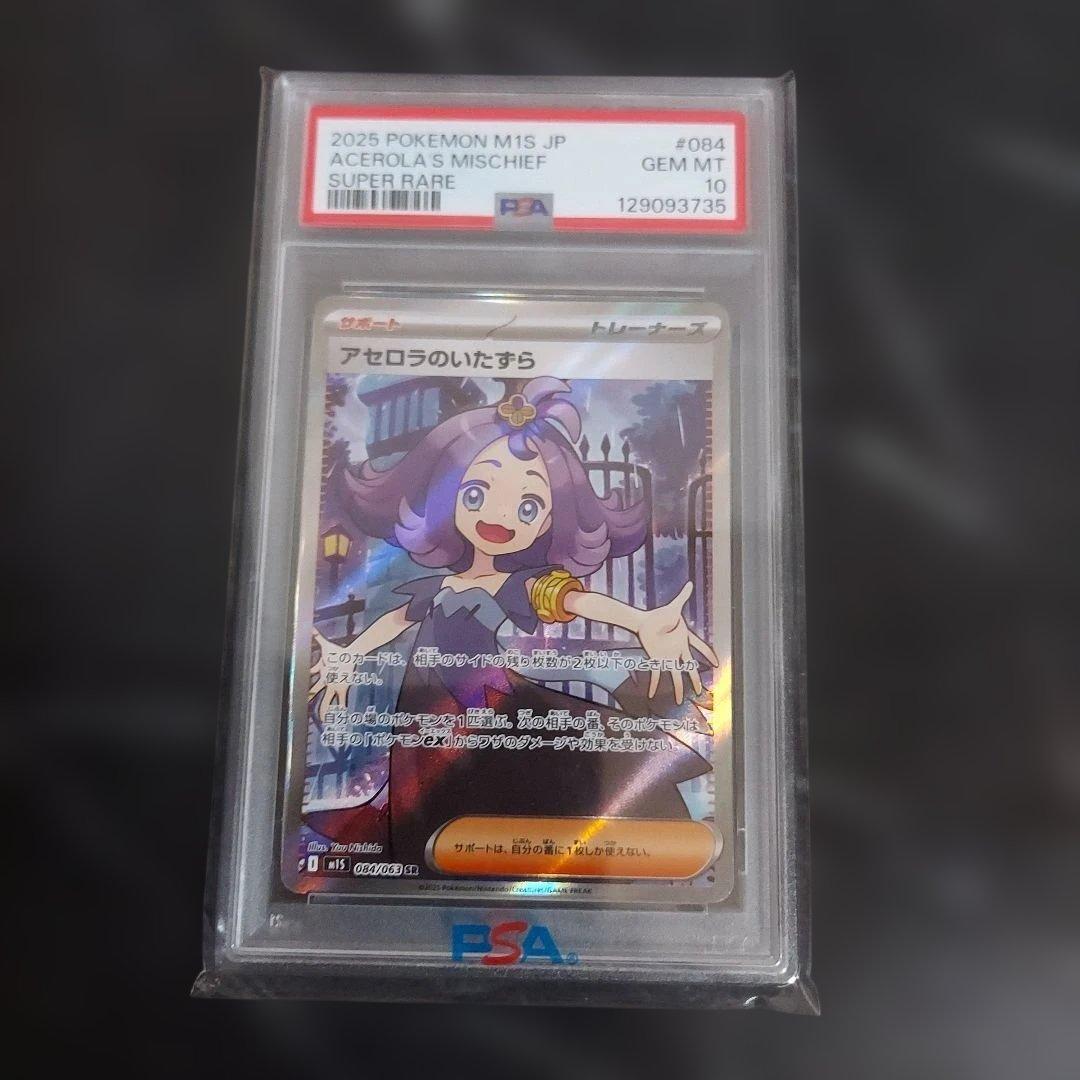 2025 POKEMON M1S JP #084
ACEROLA'S MISCHIEF GEM MT
SUPER RARE 10
PSA 129093735
サポート トレーナーズ
アセロラのいたずら
このカードは、相手のサイドの残り枚数が2枚以下のときにしか
使えない。
自分の場のポケモンを1匹選ぶ。次の相手の番、そのポケモンは
相手の「ポケモンex」からワザのダメージや効果を受けない。
サポートは、自分の番に1枚しか使えない。
Illus. You Nishida
I M1S 084/063 SR
©2025 Pokémon/Nintendo/Creatures/GAME FREAK
PSA®